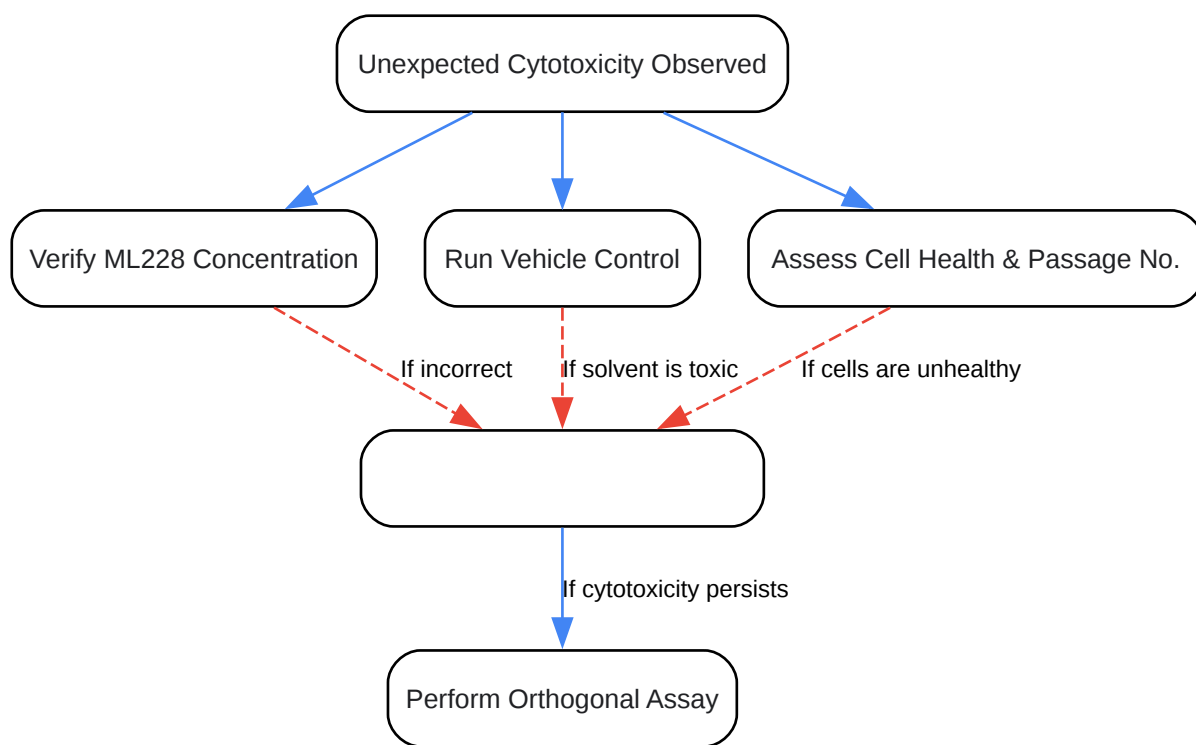 Unexpected Cytotoxicity Observed
Verify ML228 Concentration
Run Vehicle Control
Assess Cell Health & Passage No.
If incorrect
If solvent is toxic
If cells are unhealthy
If cytotoxicity persists
Perform Orthogonal Assay